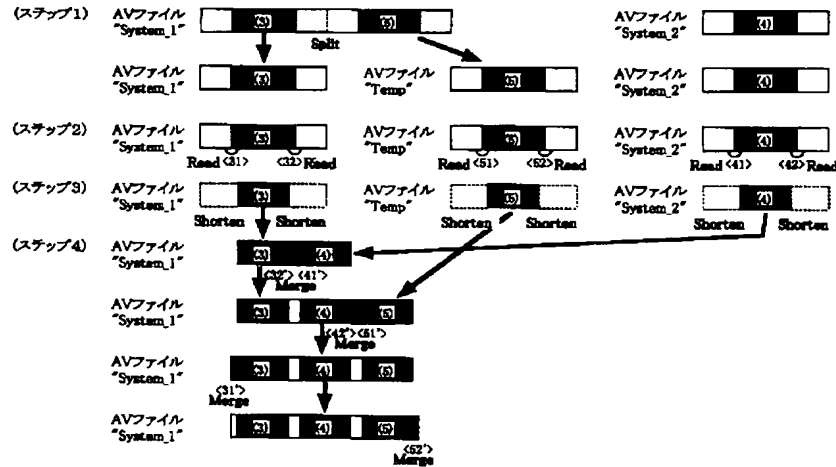 (ステップ1)
AVファイル
"System_1"
(3)
Split
(5)
AVファイル
"System_2"
(4)
AVファイル
"System_1"
(3)
AVファイル
"Temp"
(5)
AVファイル
"System_2"
(4)
(ステップ2)
AVファイル
"System_1"
(3)
Read <31> <32> Read
AVファイル
"Temp"
(5)
Read <51> <52> Read
AVファイル
"System_2"
(4)
Read <41> <42> Read
(ステップ3)
AVファイル
"System_1"
(3)
Shorten Shorten
AVファイル
"Temp"
(5)
Shorten Shorten
AVファイル
"System_2"
(4)
Shorten Shorten
(ステップ4)
AVファイル
"System_1"
(3) (4)
<32'> <41'>
Merge
AVファイル
"System_1"
(3) (4) (5)
<42'> <51'>
Merge
AVファイル
"System_1"
(3) (4) (5)
<31'>
Merge
AVファイル
"System_1"
(3) (4) (5)
<52'>
Merge